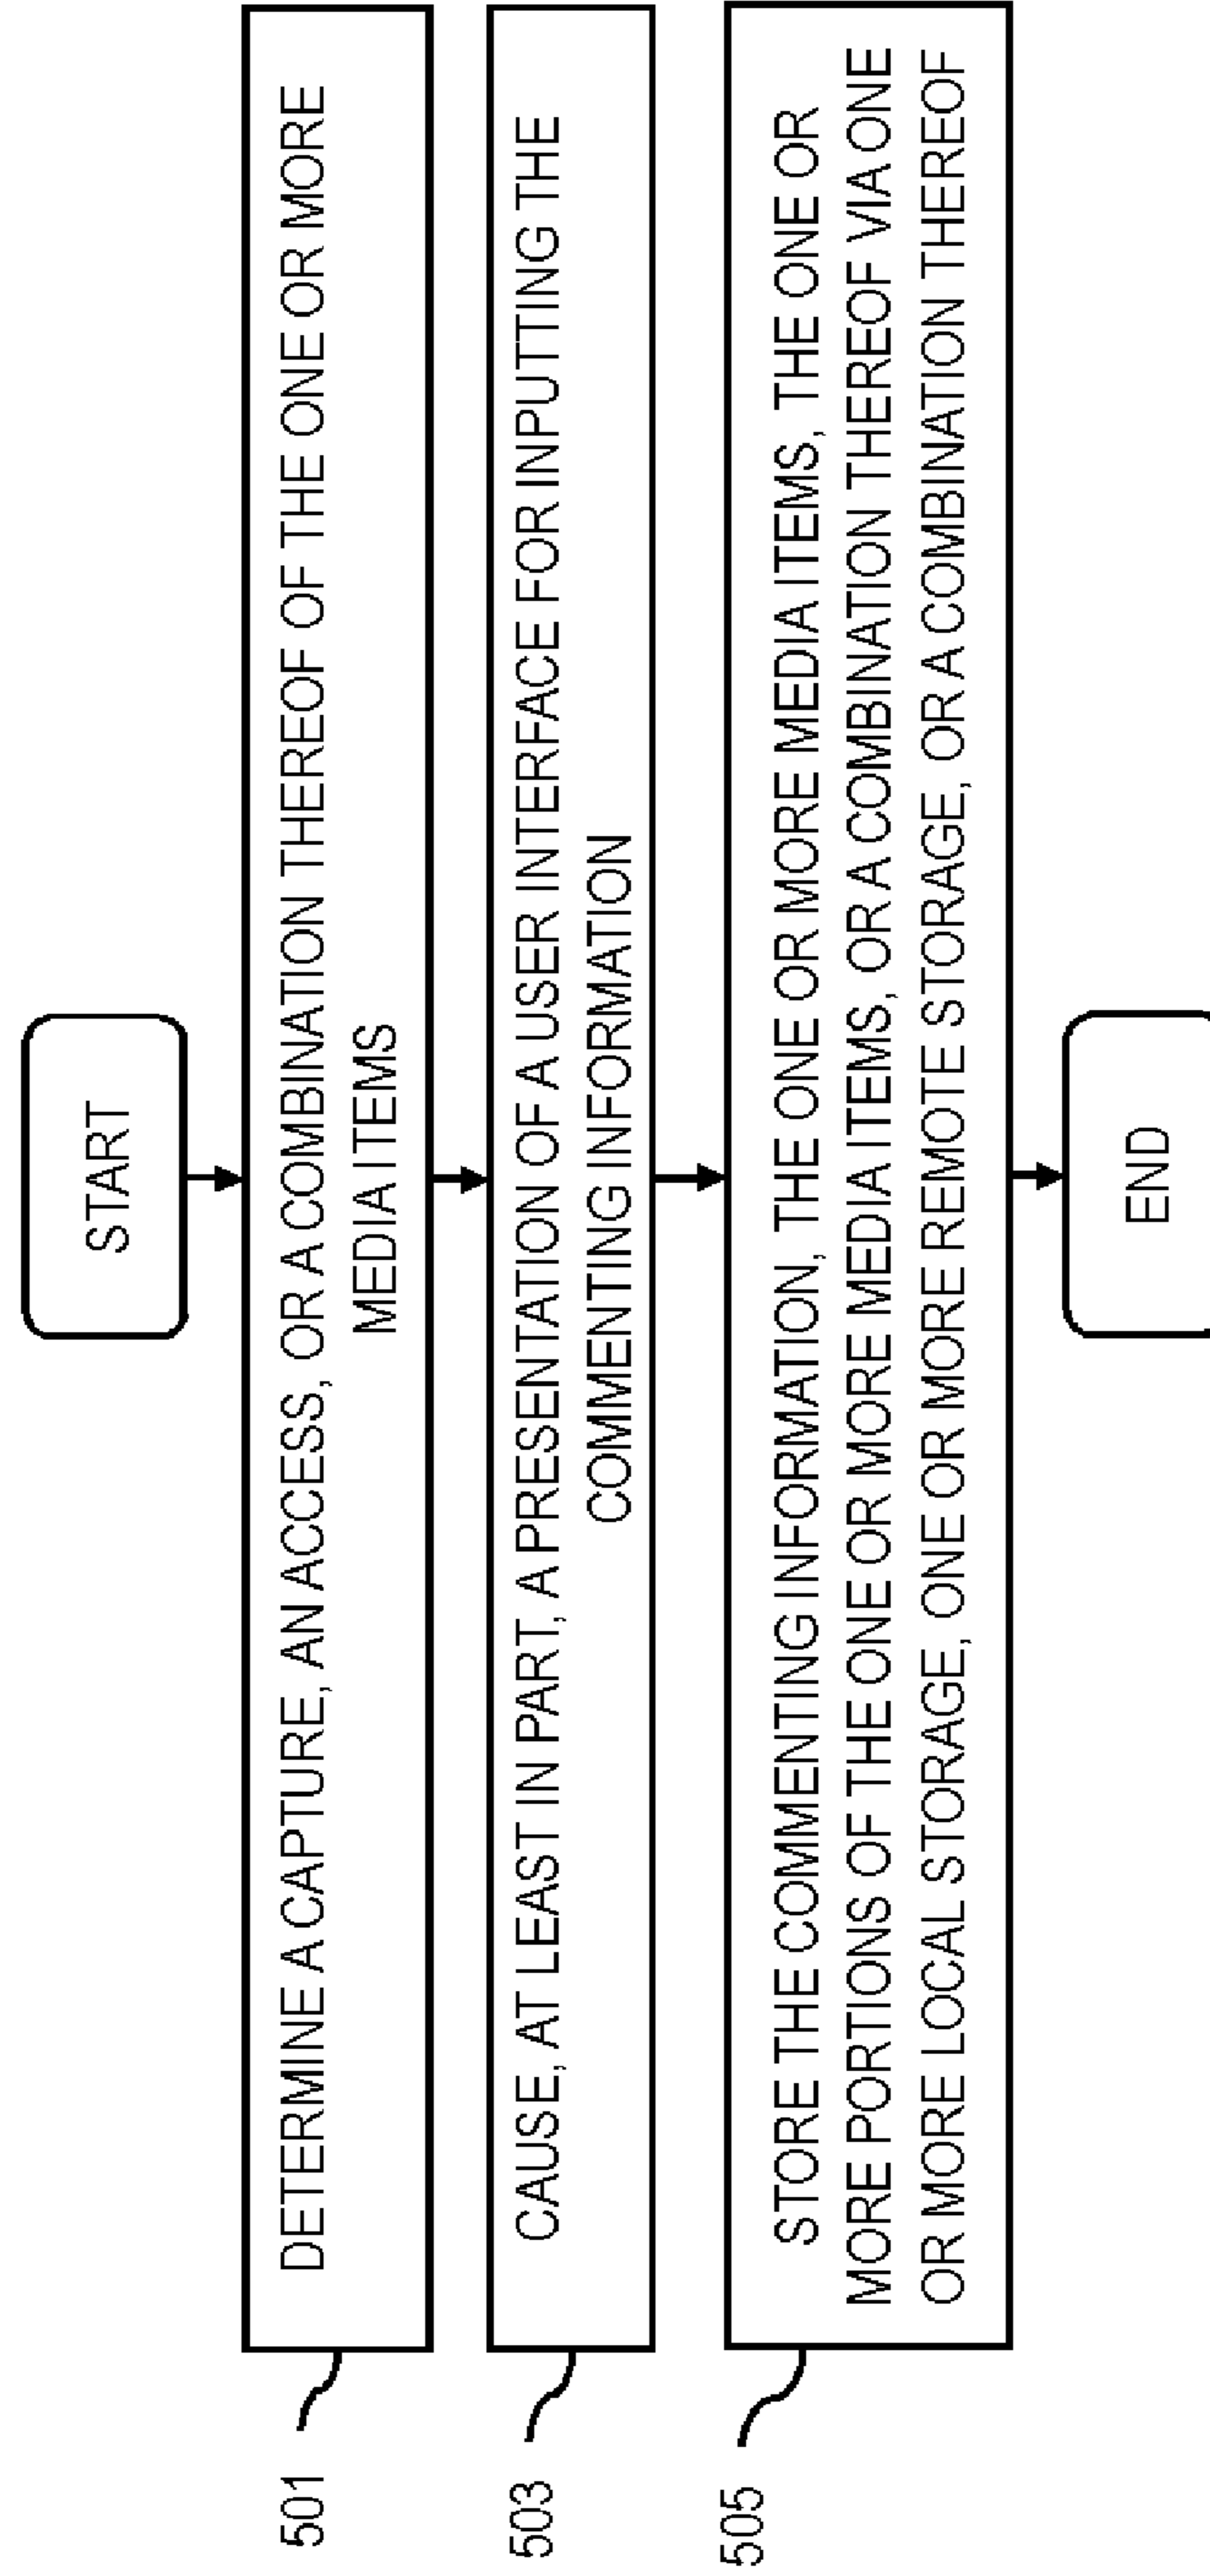 START
501
DETERMINE A CAPTURE, AN ACCESS, OR A COMBINATION THEREOF OF THE ONE OR MORE
MEDIA ITEMS
503
CAUSE, AT LEAST IN PART, A PRESENTATION OF A USER INTERFACE FOR INPUTTING THE
COMMENTING INFORMATION
505
STORE THE COMMENTING INFORMATION, THE ONE OR MORE MEDIA ITEMS, THE ONE OR
MORE PORTIONS OF THE ONE OR MORE MEDIA ITEMS, OR A COMBINATION THEREOF VIA ONE
OR MORE LOCAL STORAGE, ONE OR MORE REMOTE STORAGE, OR A COMBINATION THEREOF
END